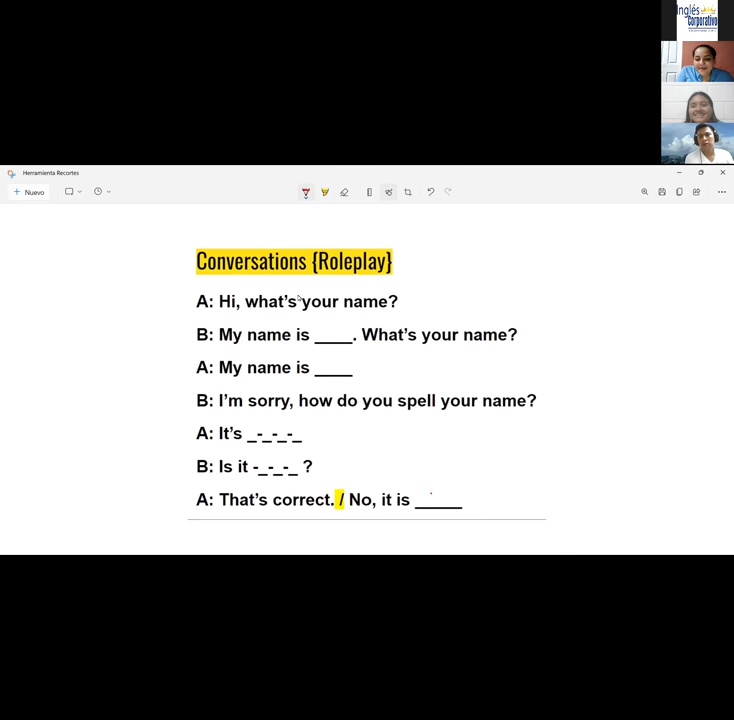 Inglés
Corporativo
Herramienta Recortes
Nuevo
Conversations {Roleplay}
A: Hi, what's your name?
B: My name is ____. What's your name?
A: My name is ____
B: I'm sorry, how do you spell your name?
A: It's _-_-_-_
B: Is it -_-_-_ ?
A: That's correct. / No, it is _____